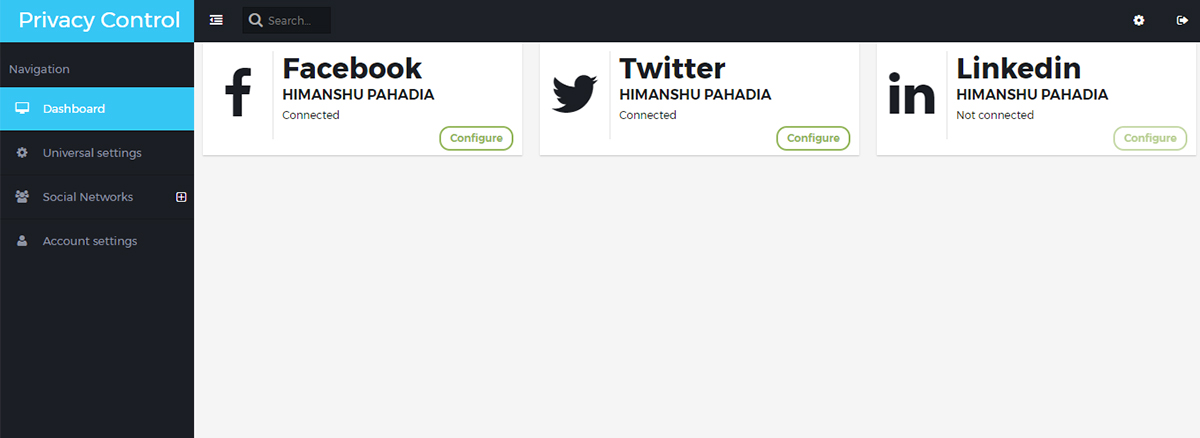 Privacy Control
Search...
Navigation
Dashboard
Universal settings
Social Networks
Account settings
Facebook
HIMANSHU PAHADIA
Connected
Configure
Twitter
HIMANSHU PAHADIA
Connected
Configure
Linkedin
HIMANSHU PAHADIA
Not connected
Configure